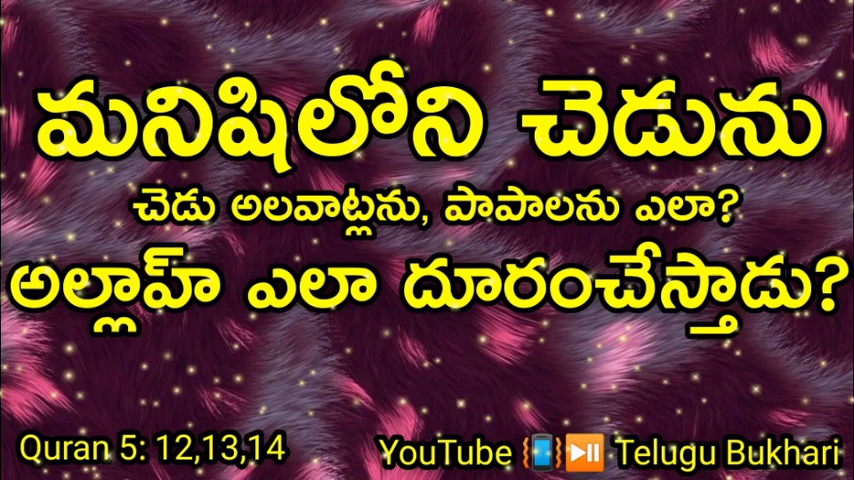 మనిషిలోని చెడును
చెడు అలవాట్లను, పాపాలను ఎలా?
అల్లాహ్ ఎలా దూరంచేస్తాడు?
Quran 5: 12,13,14
YouTube 📳⏯ Telugu Bukhari